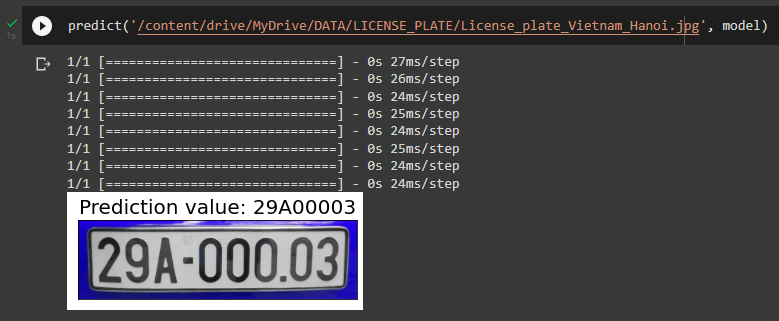 predict('/content/drive/MyDrive/DATA/LICENSE_PLATE/License_plate_Vietnam_Hanoi.jpg', model)
1s
1/1 [==============================] - 0s 27ms/step
1/1 [==============================] - 0s 26ms/step
1/1 [==============================] - 0s 24ms/step
1/1 [==============================] - 0s 25ms/step
1/1 [==============================] - 0s 24ms/step
1/1 [==============================] - 0s 25ms/step
1/1 [==============================] - 0s 24ms/step
1/1 [==============================] - 0s 24ms/step
Prediction value: 29A00003
29A-000.03